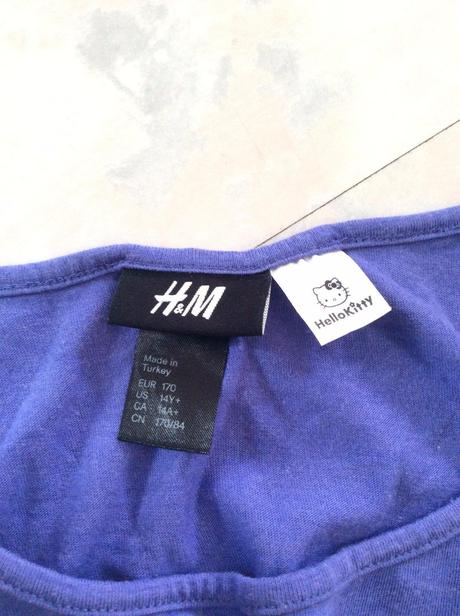 H&M
HelloKitty
Made in
Turkey
EUR 170
US 14Y+
CA 14A+
CN 170/84